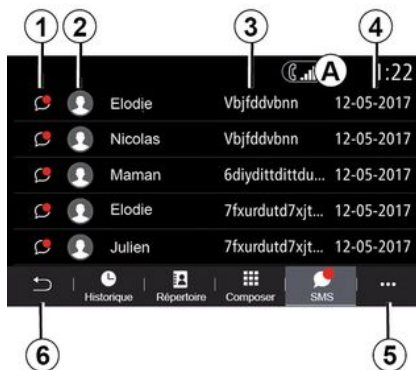 1 2 3 4
A 1:22
Elodie Vbjfddvbnn 12-05-2017
Nicolas Vbjfddvbnn 12-05-2017
Maman 6diydittdittdu... 12-05-2017
Elodie 7fxurdutd7xjt... 12-05-2017
Julien 7fxurdutd7xjt... 12-05-2017
Historique Répertoire Composer SMS ...
6 5